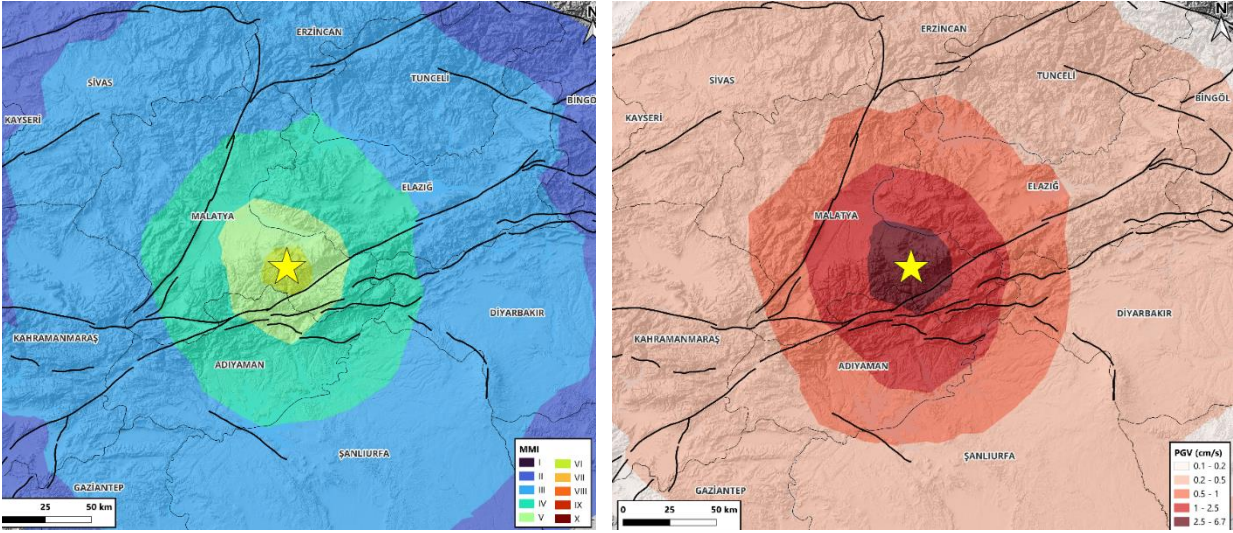 N
ERZİNCAN
SİVAS
TUNCELİ
BİNGÖL
KAYSERİ
ELAZIĞ
MALATYA
DİYARBAKIR
KAHRAMANMARAŞ
ADIYAMAN
ŞANLIURFA
GAZİANTEP
25 50 km
MMI
I VI
II VII
III VIII
IV IX
V X
N
ERZİNCAN
SİVAS
TUNCELİ
BİNGÖL
KAYSERİ
ELAZIĞ
MALATYA
DİYARBAKIR
KAHRAMANMARAŞ
ADIYAMAN
ŞANLIURFA
GAZİANTEP
0 25 50 km
PGV (cm/s)
0.1 - 0.2
0.2 - 0.5
0.5 - 1
1 - 2.5
2.5 - 6.7